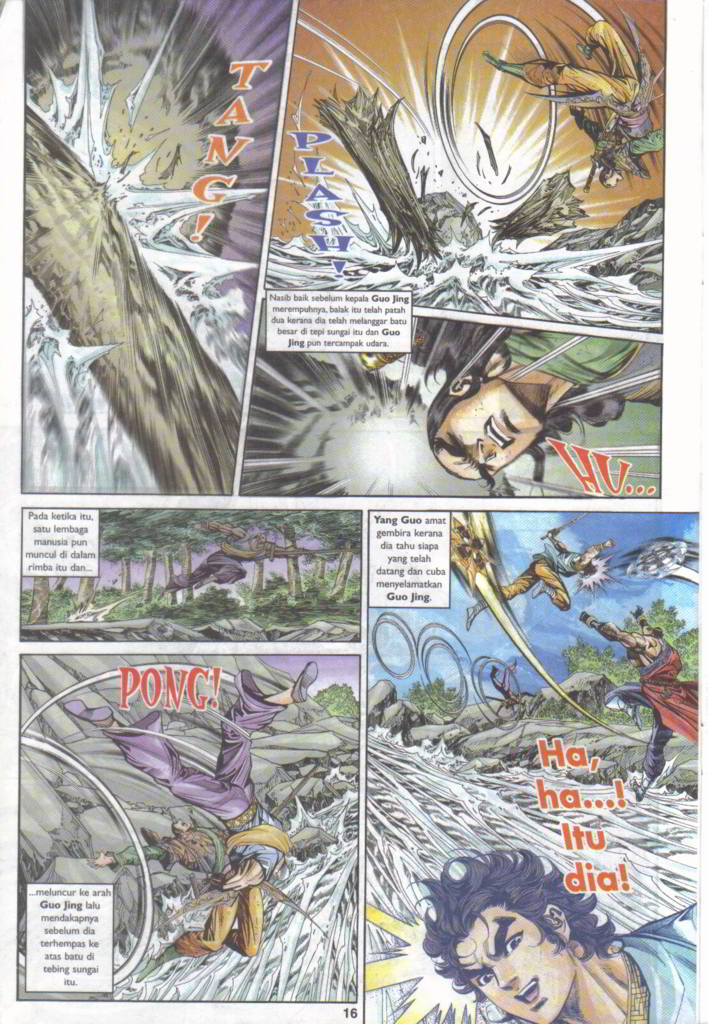 TANG!
PLASH!
Nasib baik sebelum kepala Guo Jing
merempuhnya, balak itu telah patah
dua kerana dia telah melanggar batu
besar di tepi sungai itu dan Guo
Jing pun tercampak udara.
HU...
Pada ketika itu,
satu lembaga
manusia pun
muncul di dalam
rimba itu dan...
Yang Guo amat
gembira kerana
dia tahu siapa
yang telah
datang dan cuba
menyelamatkan
Guo Jing.
PONG!
...meluncur ke arah
Guo Jing lalu
mendakapnya
sebelum dia
terhempas ke
atas batu di
tebing sungai
itu.
Ha,
ha...!
Itu
dia!
16